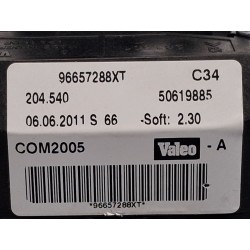 96657288XT C34
204.540 50619885
06.06.2011 S 66 -Soft: 2.30
COM2005 Valeo -A
*96657288XT*